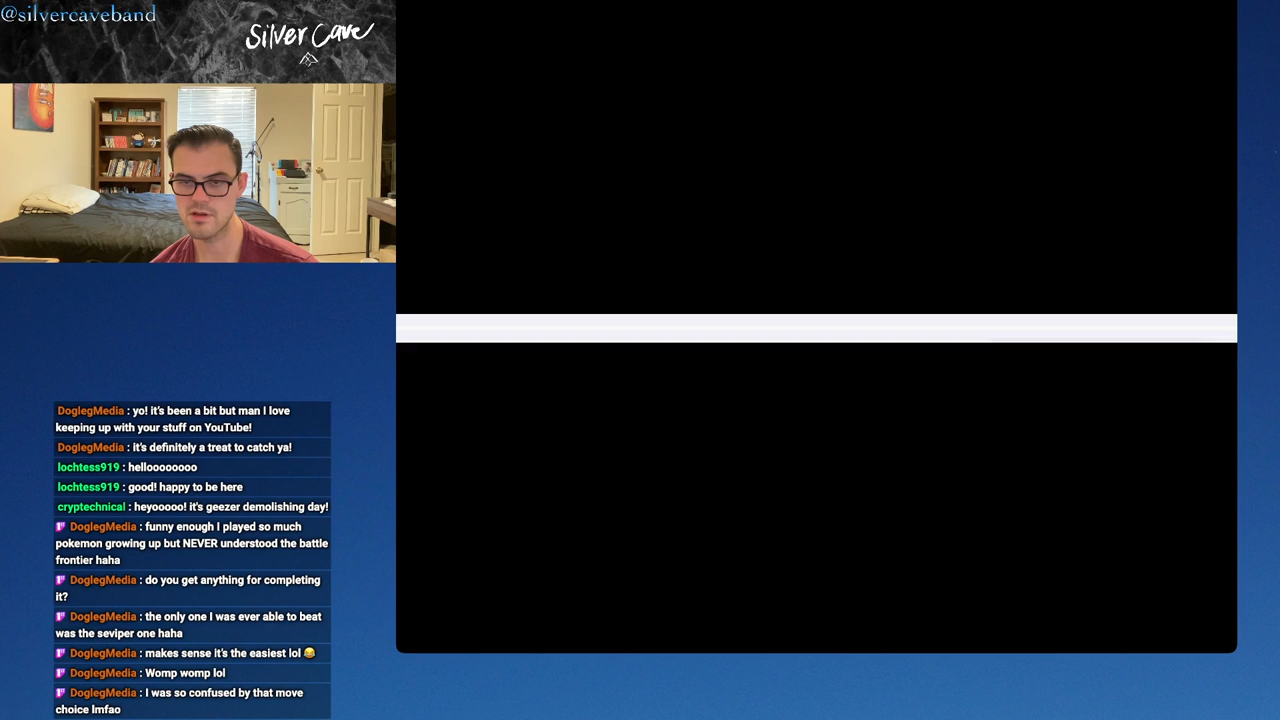 @silvercaveband
Silver Cave
DoglegMedia : yo! it's been a bit but man I love
keeping up with your stuff on YouTube!
DoglegMedia : it's definitely a treat to catch ya!
lochtess919 : helloooooooo
lochtess919 : good! happy to be here
cryptechnical : heyooooo! it's geezer demolishing day!
DoglegMedia : funny enough I played so much
pokemon growing up but NEVER understood the battle
frontier haha
DoglegMedia : do you get anything for completing
it?
DoglegMedia : the only one I was ever able to beat
was the seviper one haha
DoglegMedia : makes sense it's the easiest lol 😂
DoglegMedia : Womp womp lol
DoglegMedia : I was so confused by that move
choice lmfao